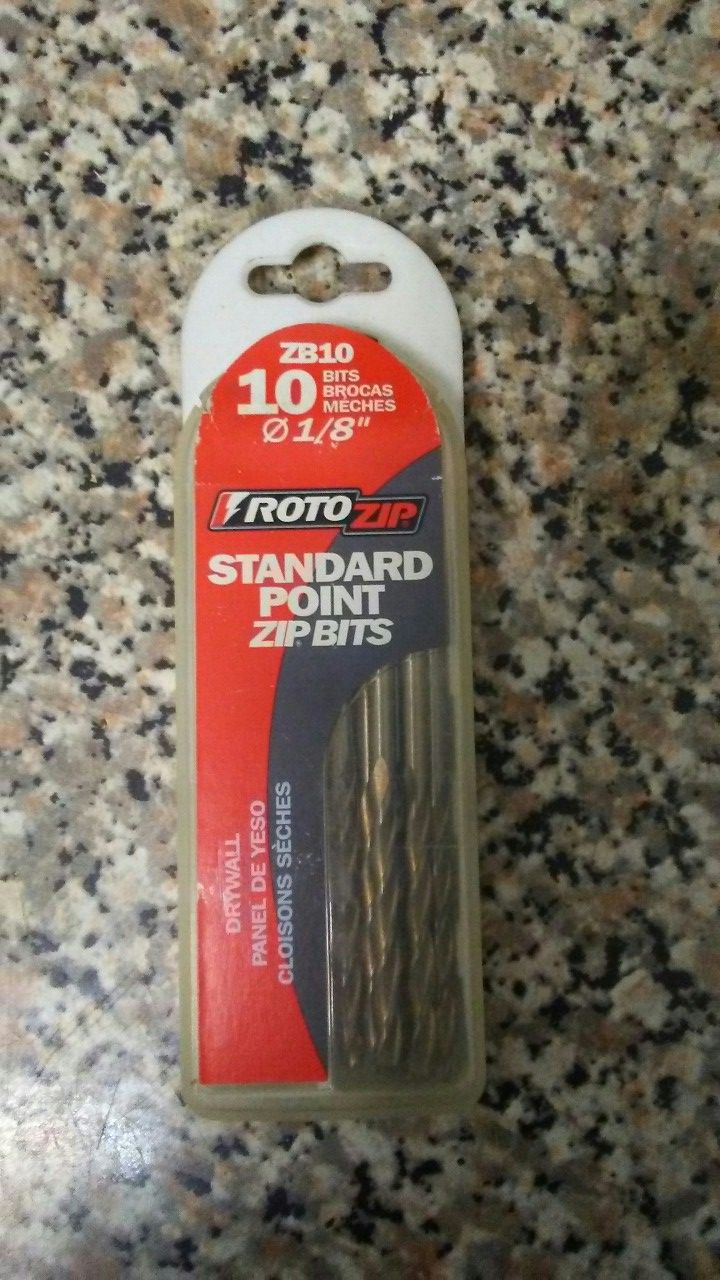 ZB10
10 BITS
BROCAS
MÈCHES
Ø 1/8"
ROTOZIP®
STANDARD
POINT
ZIP® BITS
DRYWALL
PANEL DE YESO
CLOISONS SÈCHES